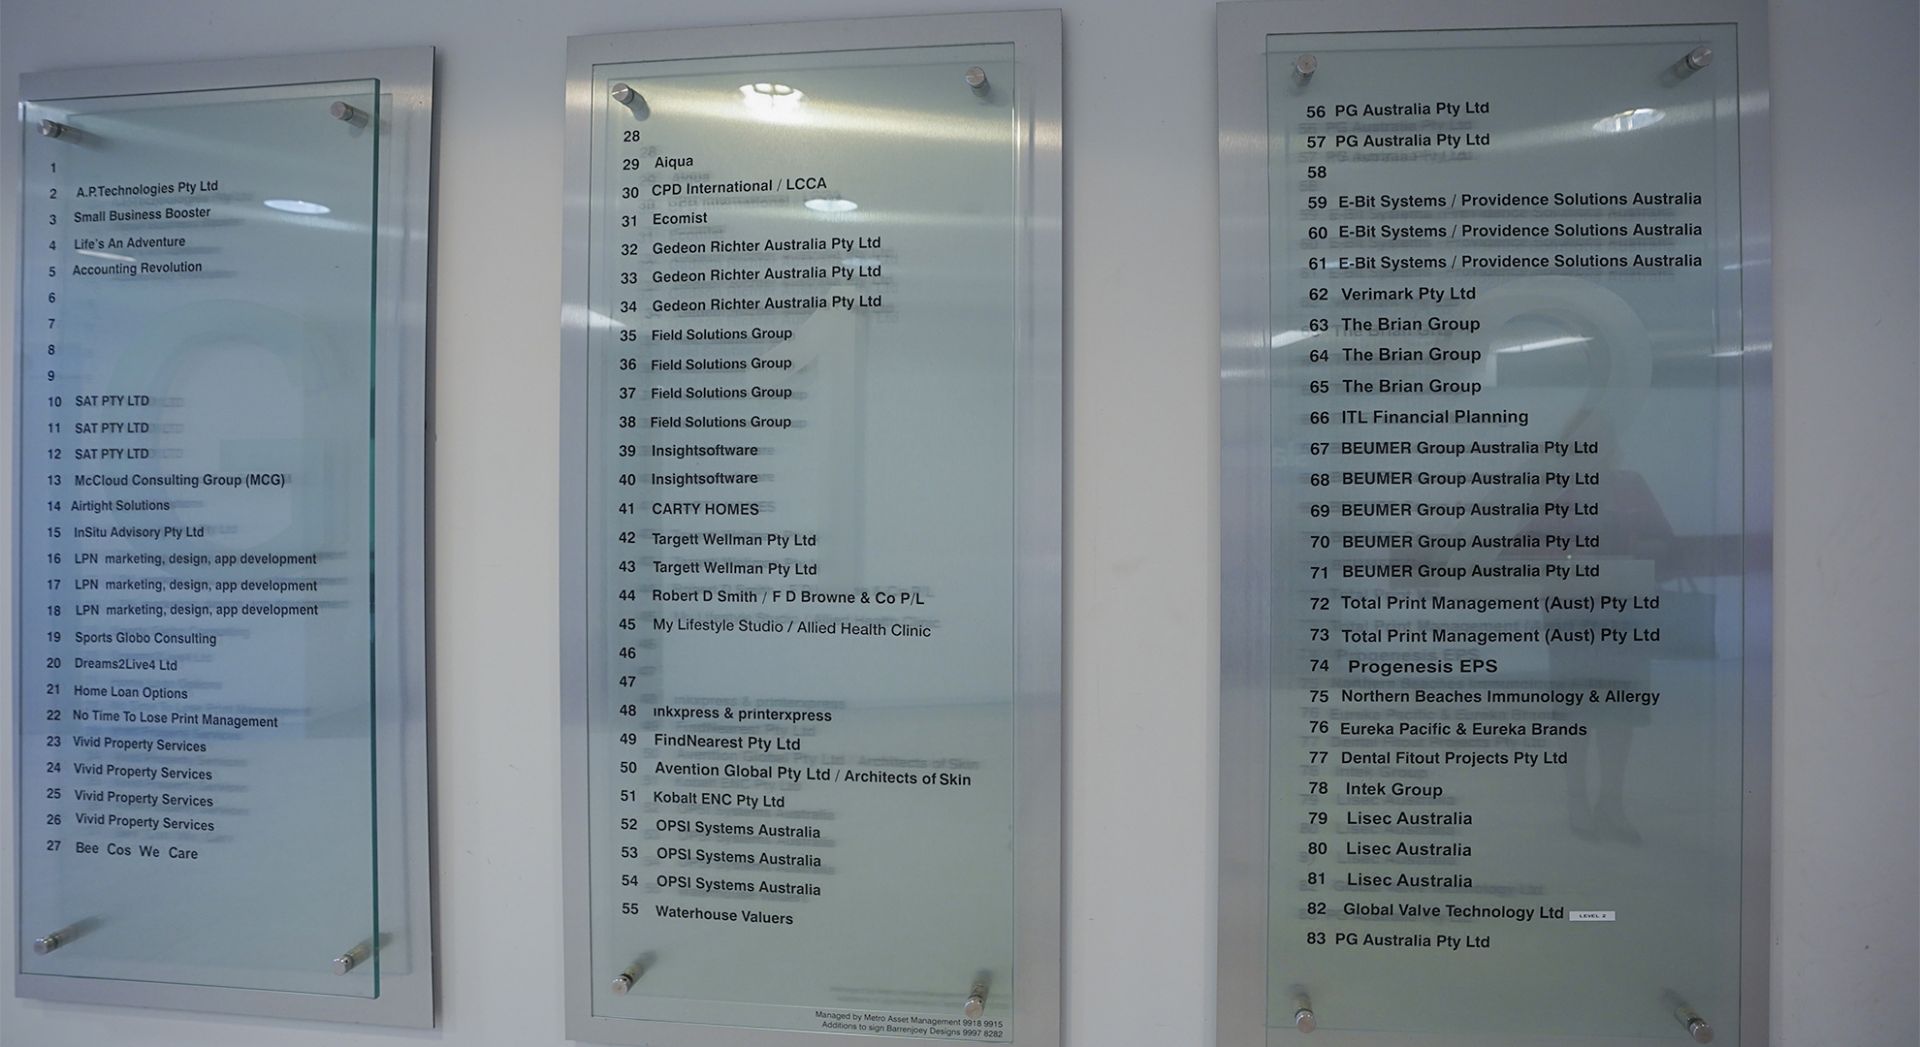 1
2 A.P.Technologies Pty Ltd
3 Small Business Booster
4 Life's An Adventure
5 Accounting Revolution
6
7
8
9
10 SAT PTY LTD
11 SAT PTY LTD
12 SAT PTY LTD
13 McCloud Consulting Group (MCG)
14 Airtight Solutions
15 InSitu Advisory Pty Ltd
16 LPN marketing, design, app development
17 LPN marketing, design, app development
18 LPN marketing, design, app development
19 Sports Globo Consulting
20 Dreams2Live4 Ltd
21 Home Loan Options
22 No Time To Lose Print Management
23 Vivid Property Services
24 Vivid Property Services
25 Vivid Property Services
26 Vivid Property Services
27 Bee Cos We Care
28
29 Aiqua
30 CPD International / LCCA
31 Ecomist
32 Gedeon Richter Australia Pty Ltd
33 Gedeon Richter Australia Pty Ltd
34 Gedeon Richter Australia Pty Ltd
35 Field Solutions Group
36 Field Solutions Group
37 Field Solutions Group
38 Field Solutions Group
39 Insightsoftware
40 Insightsoftware
41 CARTY HOMES
42 Targett Wellman Pty Ltd
43 Targett Wellman Pty Ltd
44 Robert D Smith / F D Browne & Co P/L
45 My Lifestyle Studio / Allied Health Clinic
46
47
48 ınkxpress & printerxpress
49 FindNearest Pty Ltd
50 Avention Global Pty Ltd / Architects of Skin
51 Kobalt ENC Pty Ltd
52 OPSI Systems Australia
53 OPSI Systems Australia
54 OPSI Systems Australia
55 Waterhouse Valuers
Managed by Metro Asset Management 9918 9915
Additions to sign Barrenjoey Designs 9997 8282
56 PG Australia Pty Ltd
57 PG Australia Pty Ltd
58
59 E-Bit Systems / Providence Solutions Australia
60 E-Bit Systems / Providence Solutions Australia
61 E-Bit Systems / Providence Solutions Australia
62 Verimark Pty Ltd
63 The Brian Group
64 The Brian Group
65 The Brian Group
66 ITL Financial Planning
67 BEUMER Group Australia Pty Ltd
68 BEUMER Group Australia Pty Ltd
69 BEUMER Group Australia Pty Ltd
70 BEUMER Group Australia Pty Ltd
71 BEUMER Group Australia Pty Ltd
72 Total Print Management (Aust) Pty Ltd
73 Total Print Management (Aust) Pty Ltd
74 Progenesis EPS
75 Northern Beaches Immunology & Allergy
76 Eureka Pacific & Eureka Brands
77 Dental Fitout Projects Pty Ltd
78 Intek Group
79 Lisec Australia
80 Lisec Australia
81 Lisec Australia
82 Global Valve Technology Ltd LEVEL 2
83 PG Australia Pty Ltd